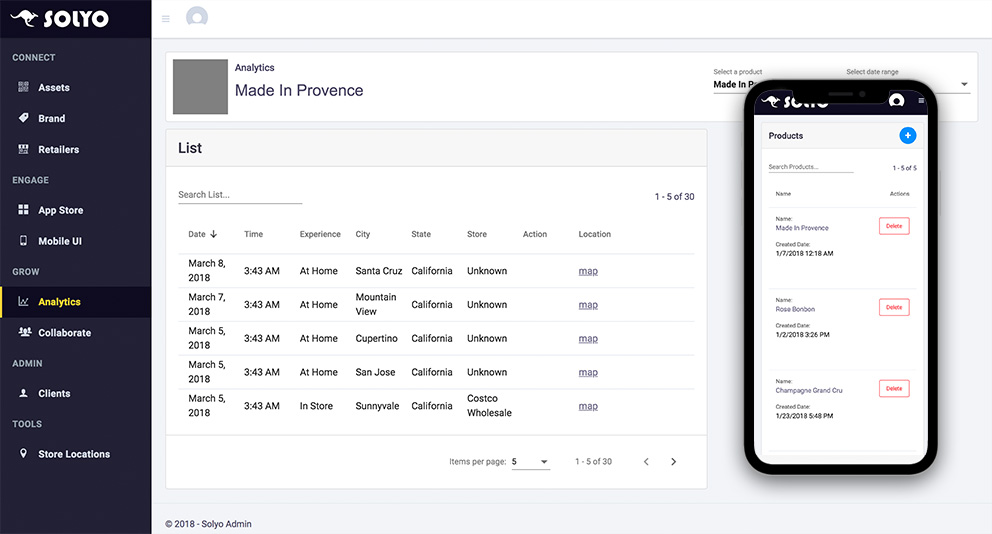 SOLYO
CONNECT
Assets
Brand
Retailers
ENGAGE
App Store
Mobile UI
GROW
Analytics
Collaborate
ADMIN
Clients
TOOLS
Store Locations
Analytics
Made In Provence
Select a product
Made In P
Select date range
List
Search List...
1 - 5 of 30
Date Time Experience City State Store Action Location
March 8,
2018
3:43 AM At Home Santa Cruz California Unknown map
March 7,
2018
3:43 AM At Home Mountain
View
California Unknown map
March 5,
2018
3:43 AM At Home Cupertino California Unknown map
March 5,
2018
3:43 AM At Home San Jose California Unknown map
March 5,
2018
3:43 AM In Store Sunnyvale California Costco
Wholesale
map
Items per page: 5 1 - 5 of 30
© 2018 - Solyo Admin
SOLYO
Products
+
Search Products...
1 - 5 of 5
Name Actions
Name:
Made In Provence
Delete
Created Date:
1/7/2018 12:18 AM
Name:
Rose Bonbon
Delete
Created Date:
1/2/2018 3:26 PM
Name:
Champagne Grand Cru
Delete
Created Date:
1/23/2018 5:48 PM